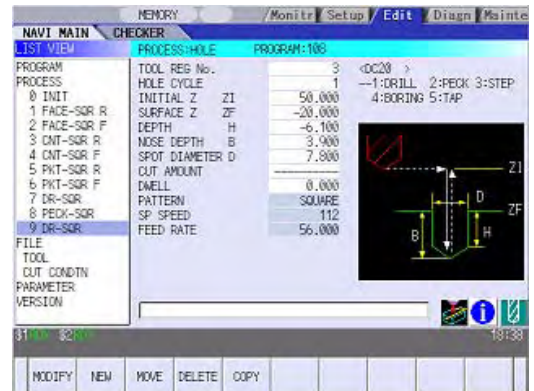 MEMORY Monitr Setup Edit Diagn Mainte
NAVI MAIN CHECKER
LIST VIEW PROCESS:HOLE PROGRAM:108
PROGRAM
PROCESS
0 INIT
1 FACE-SQR R
2 FACE-SQR F
3 CNT-SQR R
4 CNT-SQR F
5 PKT-SQR R
6 PKT-SQR F
7 DR-SQR
8 PECK-SQR
9 DR-SQR
FILE
TOOL
CUT CONDTN
PARAMETER
VERSION
TOOL REG No. 3 <DC20 >
HOLE CYCLE 1 --1:DRILL 2:PECK 3:STEP
INITIAL Z ZI 50.000 4:BORING 5:TAP
SURFACE Z ZF -20.000
DEPTH H -6.100
NOSE DEPTH B 3.900
SPOT DIAMETER D 7.800
CUT AMOUNT
DWELL 0.000
PATTERN SQUARE
SP SPEED 112
FEED RATE 56.000
ZI
D
ZF
B H
18:38
MODIFY NEW MOVE DELETE COPY